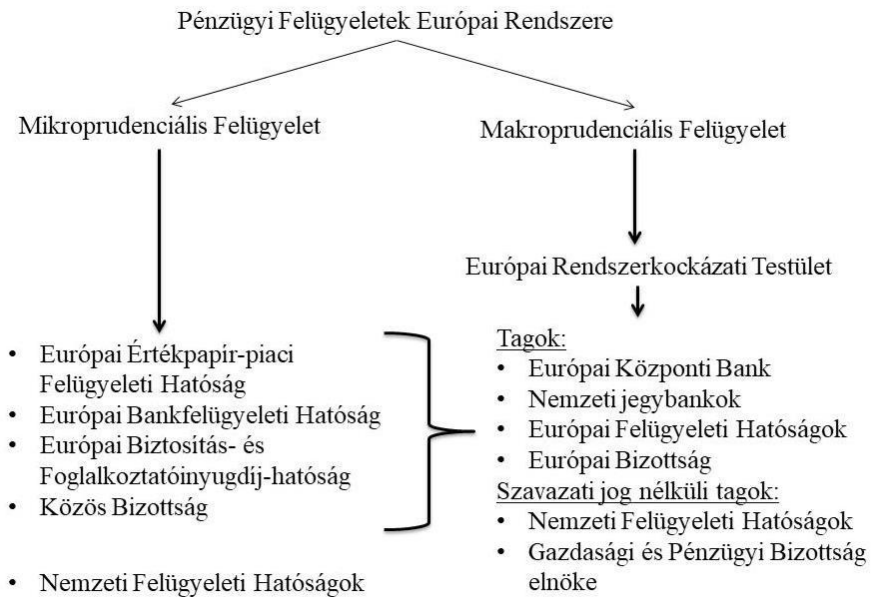 Pénzügyi Felügyeletek Európai Rendszere
Mikroprudenciális Felügyelet
• Európai Értékpapír-piaci
Felügyeleti Hatóság
• Európai Bankfelügyeleti Hatóság
• Európai Biztosítás- és
Foglalkoztatóinyugdíj-hatóság
• Közös Bizottság
• Nemzeti Felügyeleti Hatóságok
Makroprudenciális Felügyelet
Európai Rendszerkockázati Testület
Tagok:
• Európai Központi Bank
• Nemzeti jegybankok
• Európai Felügyeleti Hatóságok
• Európai Bizottság
Szavazati jog nélküli tagok:
• Nemzeti Felügyeleti Hatóságok
• Gazdasági és Pénzügyi Bizottság
elnöke